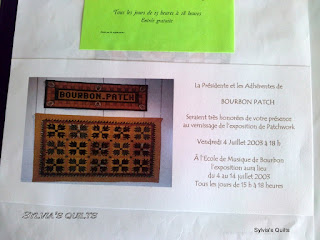 Tous les jours de 15 heures à 18 heures
Entrée gratuite
BOURBON. PATCH
La Présidente et les Adhérentes de
BOURBON PATCH
Seraient très honorées de votre présence
au vernissage de l'exposition de Patchwork
Vendredi 4 Juillet 2003 à 18 h
À l'Ecole de Musique de Bourbon
l'exposition aura lieu
du 4 au 14 juillet 2003
Tous les jours de 15 h à 18 heures
SYLVIA'S QUILTS
Sylvia's Quilts